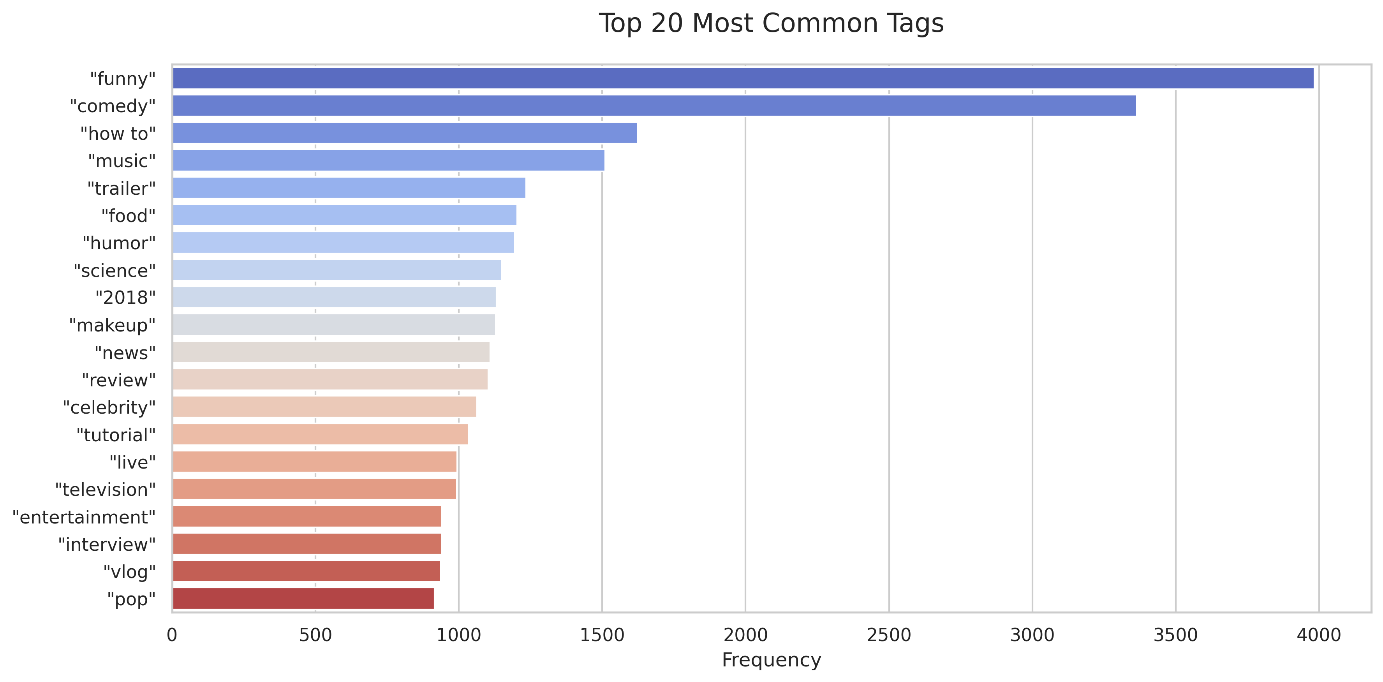 Top 20 Most Common Tags
"funny"
"comedy"
"how to"
"music"
"trailer"
"food"
"humor"
"science"
"2018"
"makeup"
"news"
"review"
"celebrity"
"tutorial"
"live"
"television"
"entertainment"
"interview"
"vlog"
"pop"
0 500 1000 1500 2000 2500 3000 3500 4000
Frequency